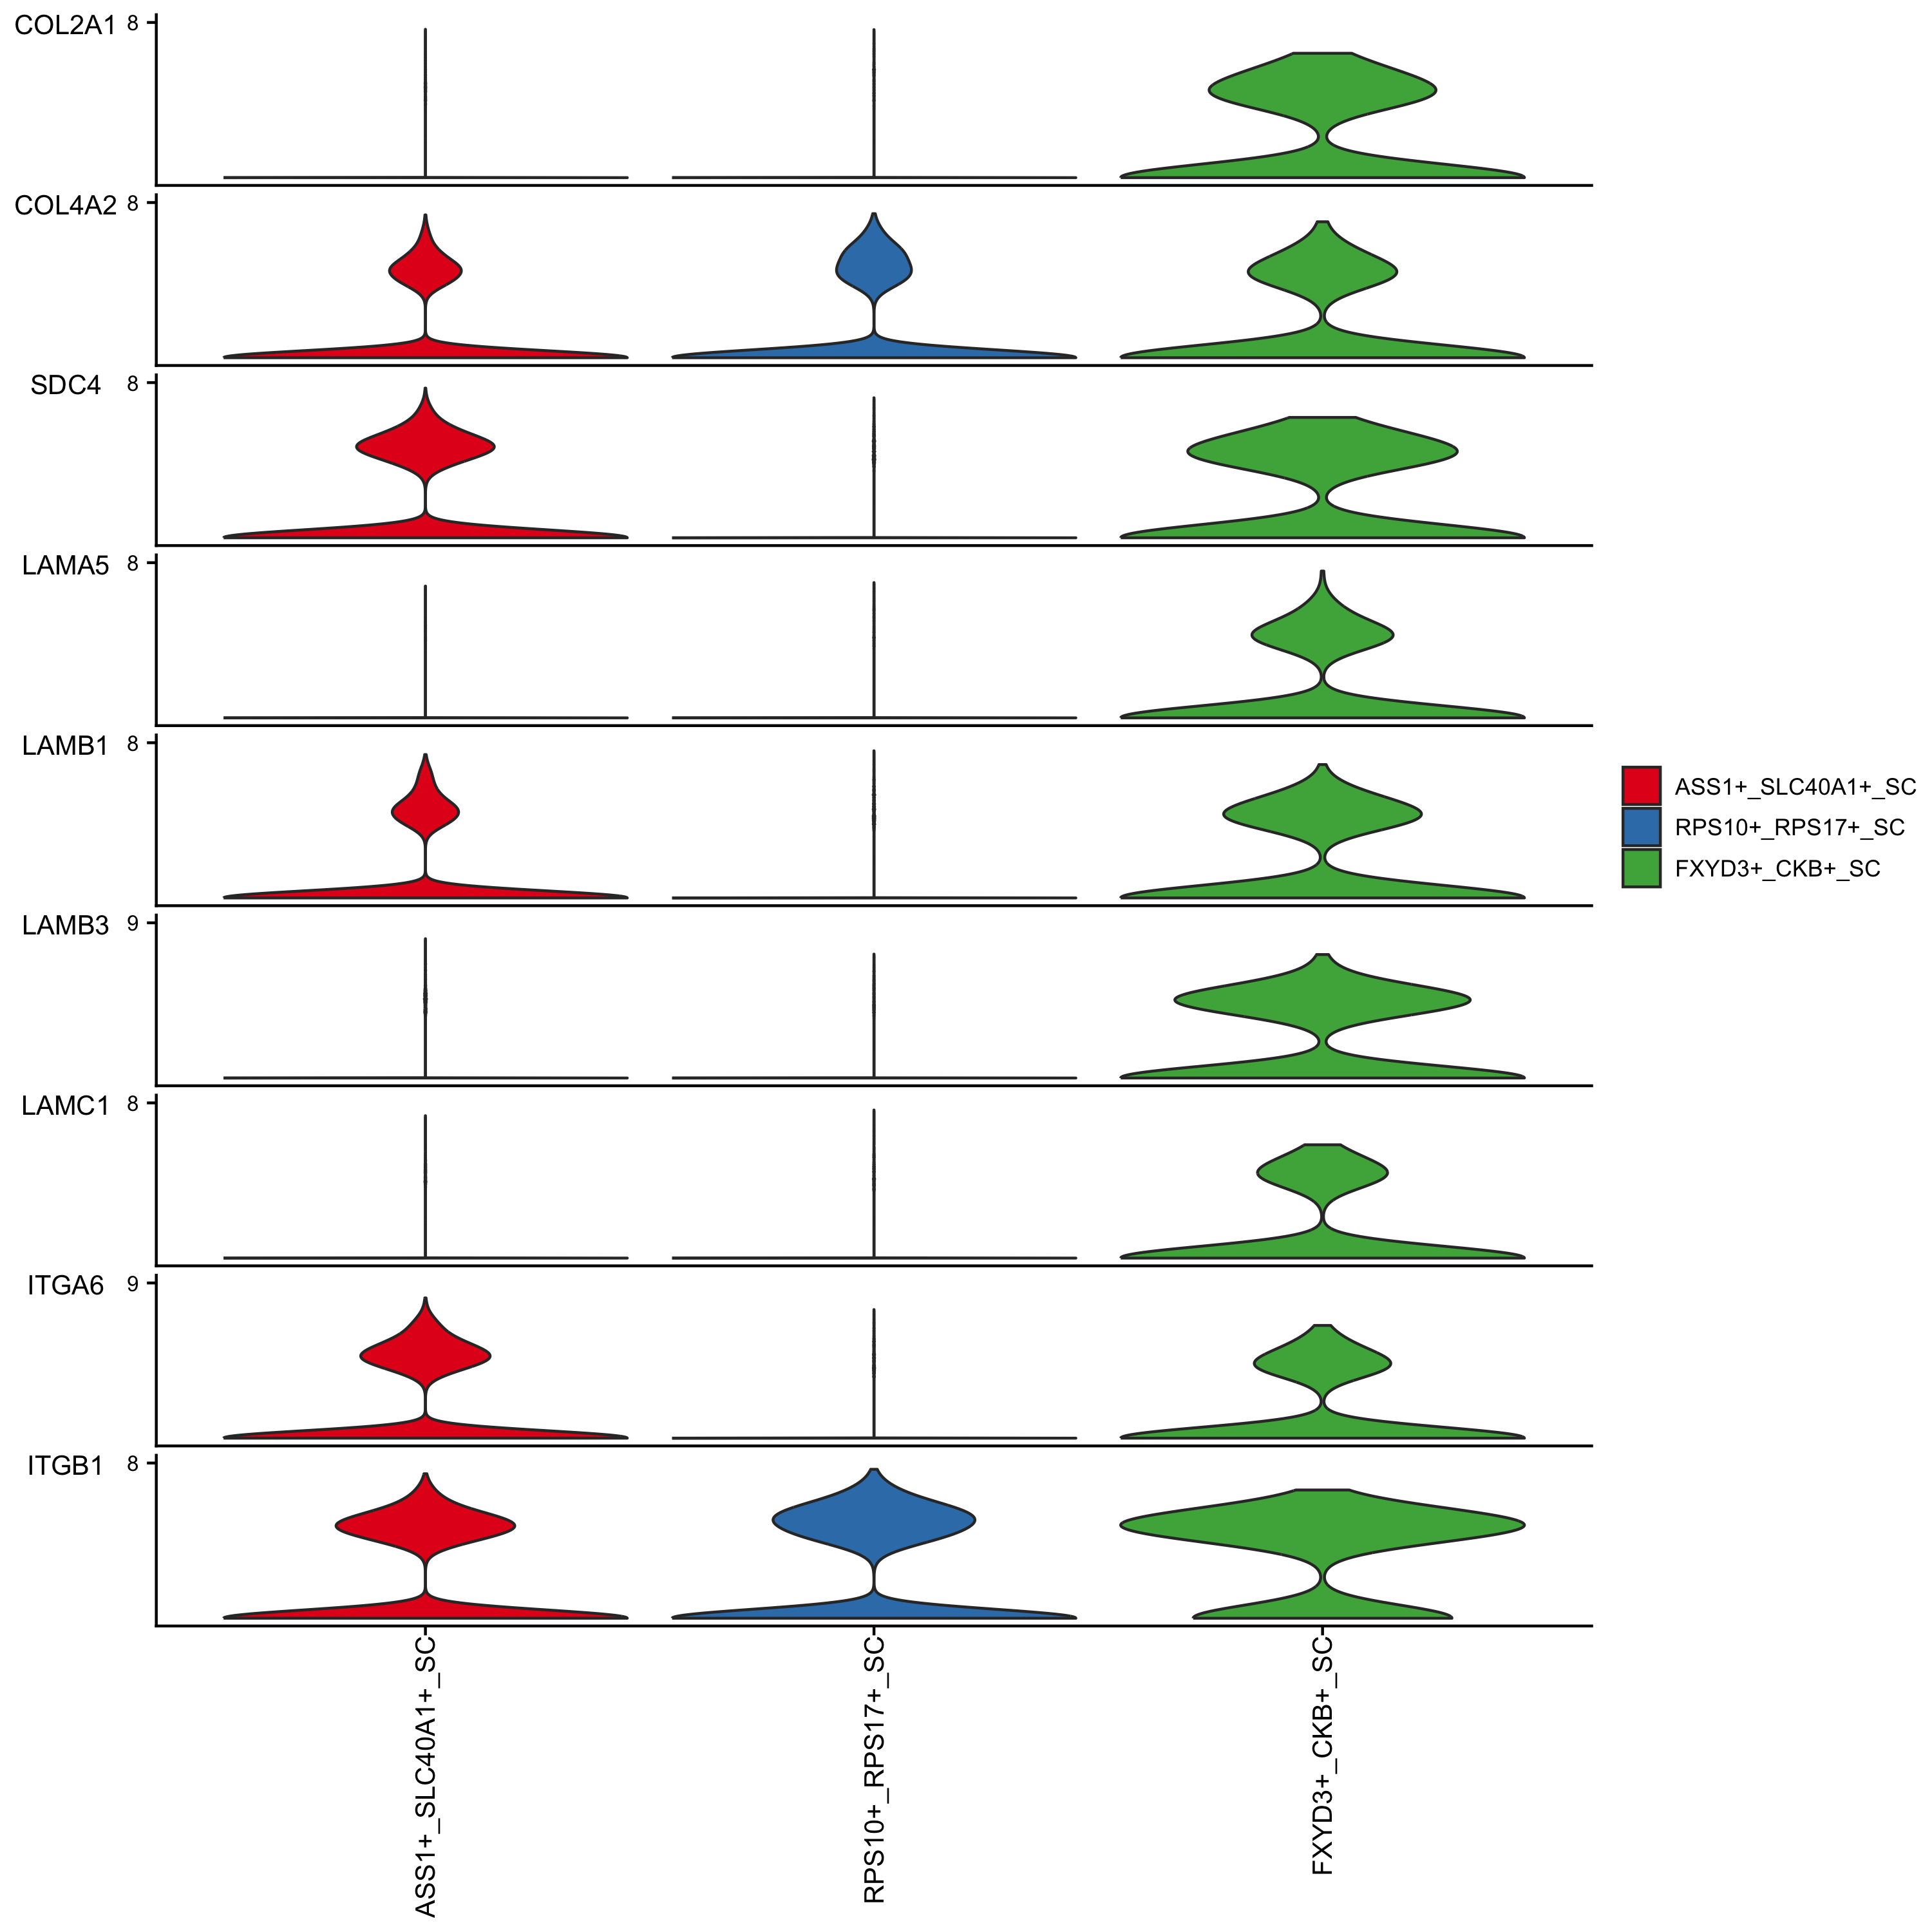 COL2A1 8
COL4A2 8
SDC4 8
LAMA5 8
LAMB1 8
LAMB3 9
LAMC1 8
ITGA6 9
ITGB1 8
ASS1+_SLC40A1+_SC
RPS10+_RPS17+_SC
FXYD3+_CKB+_SC
ASS1+_SLC40A1+_SC
RPS10+_RPS17+_SC
FXYD3+_CKB+_SC